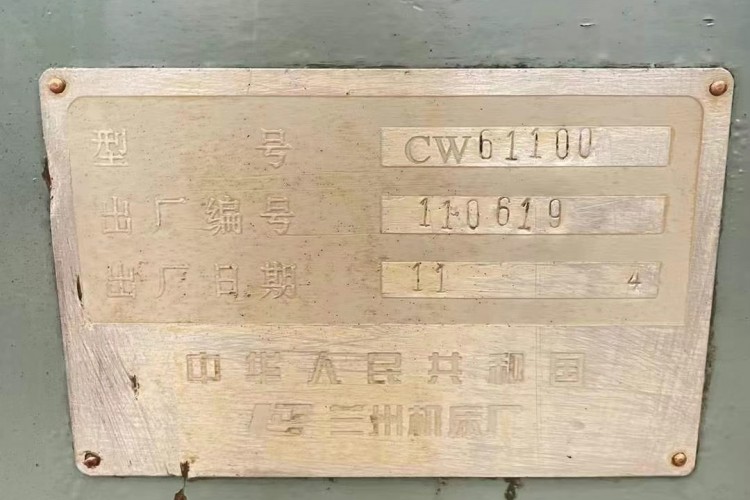 型 号 CW61100
出厂编号 110619
出厂日期 11 4
中华人民共和国
兰州机床厂